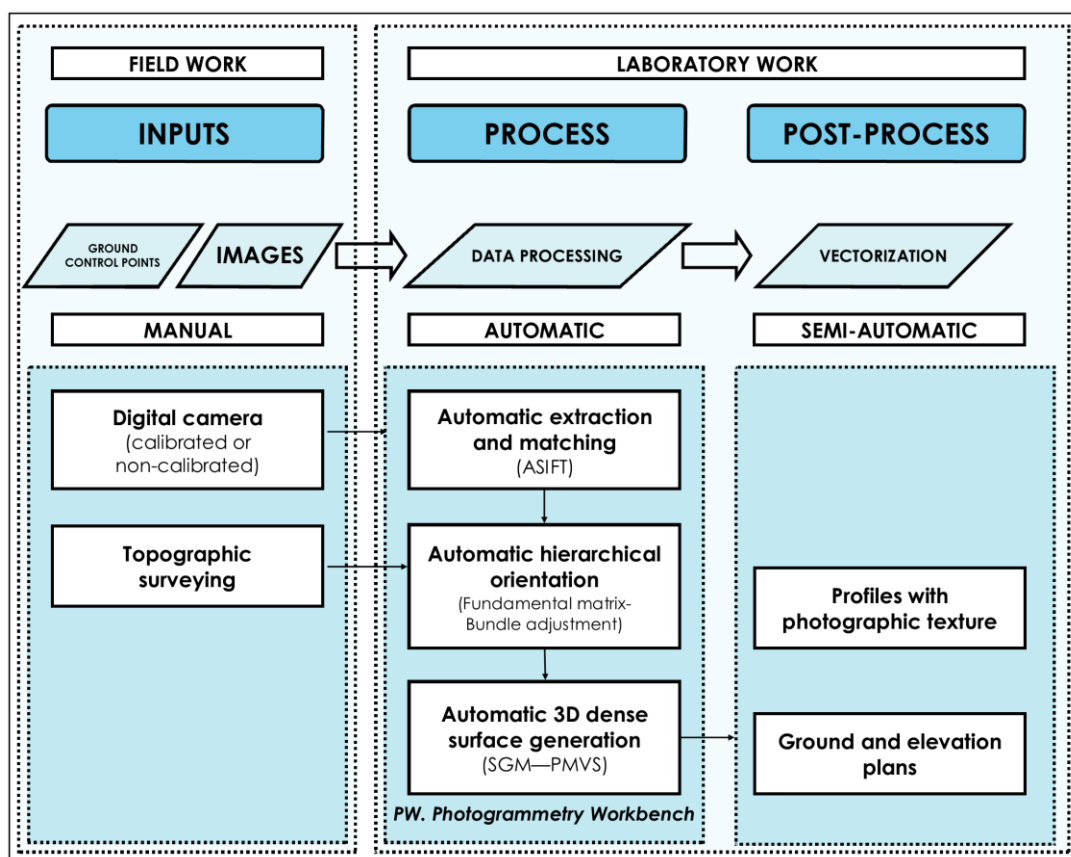 FIELD WORK
LABORATORY WORK
INPUTS
PROCESS
POST-PROCESS
GROUND
CONTROL POINTS
IMAGES
DATA PROCESSING
VECTORIZATION
MANUAL
AUTOMATIC
SEMI-AUTOMATIC
Digital camera
(calibrated or
non-calibrated)
Topographic
surveying
Automatic extraction
and matching
(ASIFT)
Automatic hierarchical
orientation
(Fundamental matrix-
Bundle adjustment)
Automatic 3D dense
surface generation
(SGM—PMVS)
PW. Photogrammetry Workbench
Profiles with
photographic texture
Ground and elevation
plans